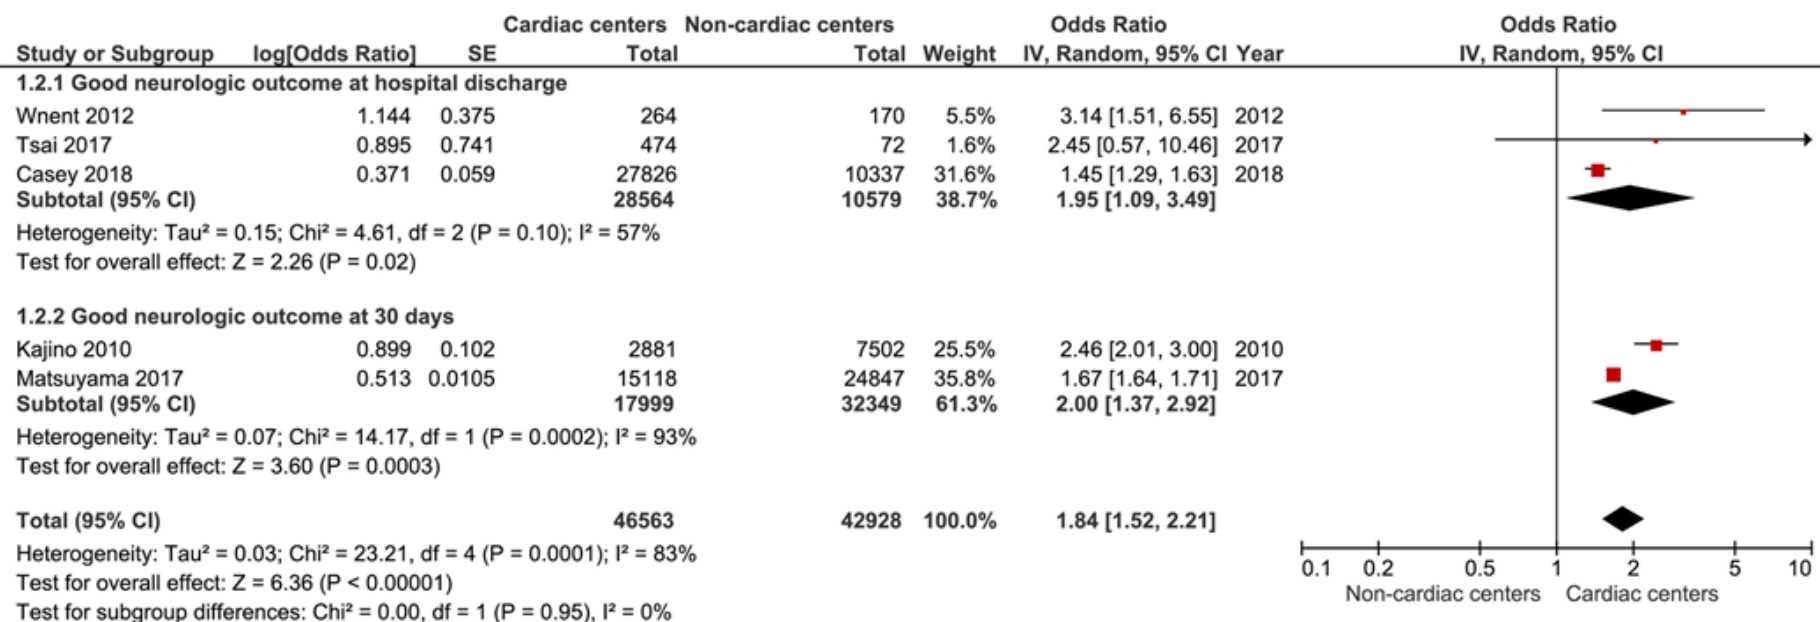 Cardiac centers Non-cardiac centers Odds Ratio Odds Ratio
Study or Subgroup log[Odds Ratio] SE Total Total Weight IV, Random, 95% CI Year IV, Random, 95% CI
1.2.1 Good neurologic outcome at hospital discharge
Wnent 2012 1.144 0.375 264 170 5.5% 3.14 [1.51, 6.55] 2012
Tsai 2017 0.895 0.741 474 72 1.6% 2.45 [0.57, 10.46] 2017
Casey 2018 0.371 0.059 27826 10337 31.6% 1.45 [1.29, 1.63] 2018
Subtotal (95% CI) 28564 10579 38.7% 1.95 [1.09, 3.49]
Heterogeneity: Tau² = 0.15; Chi² = 4.61, df = 2 (P = 0.10); I² = 57%
Test for overall effect: Z = 2.26 (P = 0.02)
1.2.2 Good neurologic outcome at 30 days
Kajino 2010 0.899 0.102 2881 7502 25.5% 2.46 [2.01, 3.00] 2010
Matsuyama 2017 0.513 0.0105 15118 24847 35.8% 1.67 [1.64, 1.71] 2017
Subtotal (95% CI) 17999 32349 61.3% 2.00 [1.37, 2.92]
Heterogeneity: Tau² = 0.07; Chi² = 14.17, df = 1 (P = 0.0002); I² = 93%
Test for overall effect: Z = 3.60 (P = 0.0003)
Total (95% CI) 46563 42928 100.0% 1.84 [1.52, 2.21]
Heterogeneity: Tau² = 0.03; Chi² = 23.21, df = 4 (P = 0.0001); I² = 83%
Test for overall effect: Z = 6.36 (P < 0.00001)
Test for subgroup differences: Chi² = 0.00, df = 1 (P = 0.95), I² = 0%
0.1 0.2 0.5 1 2 5 10
Non-cardiac centers Cardiac centers